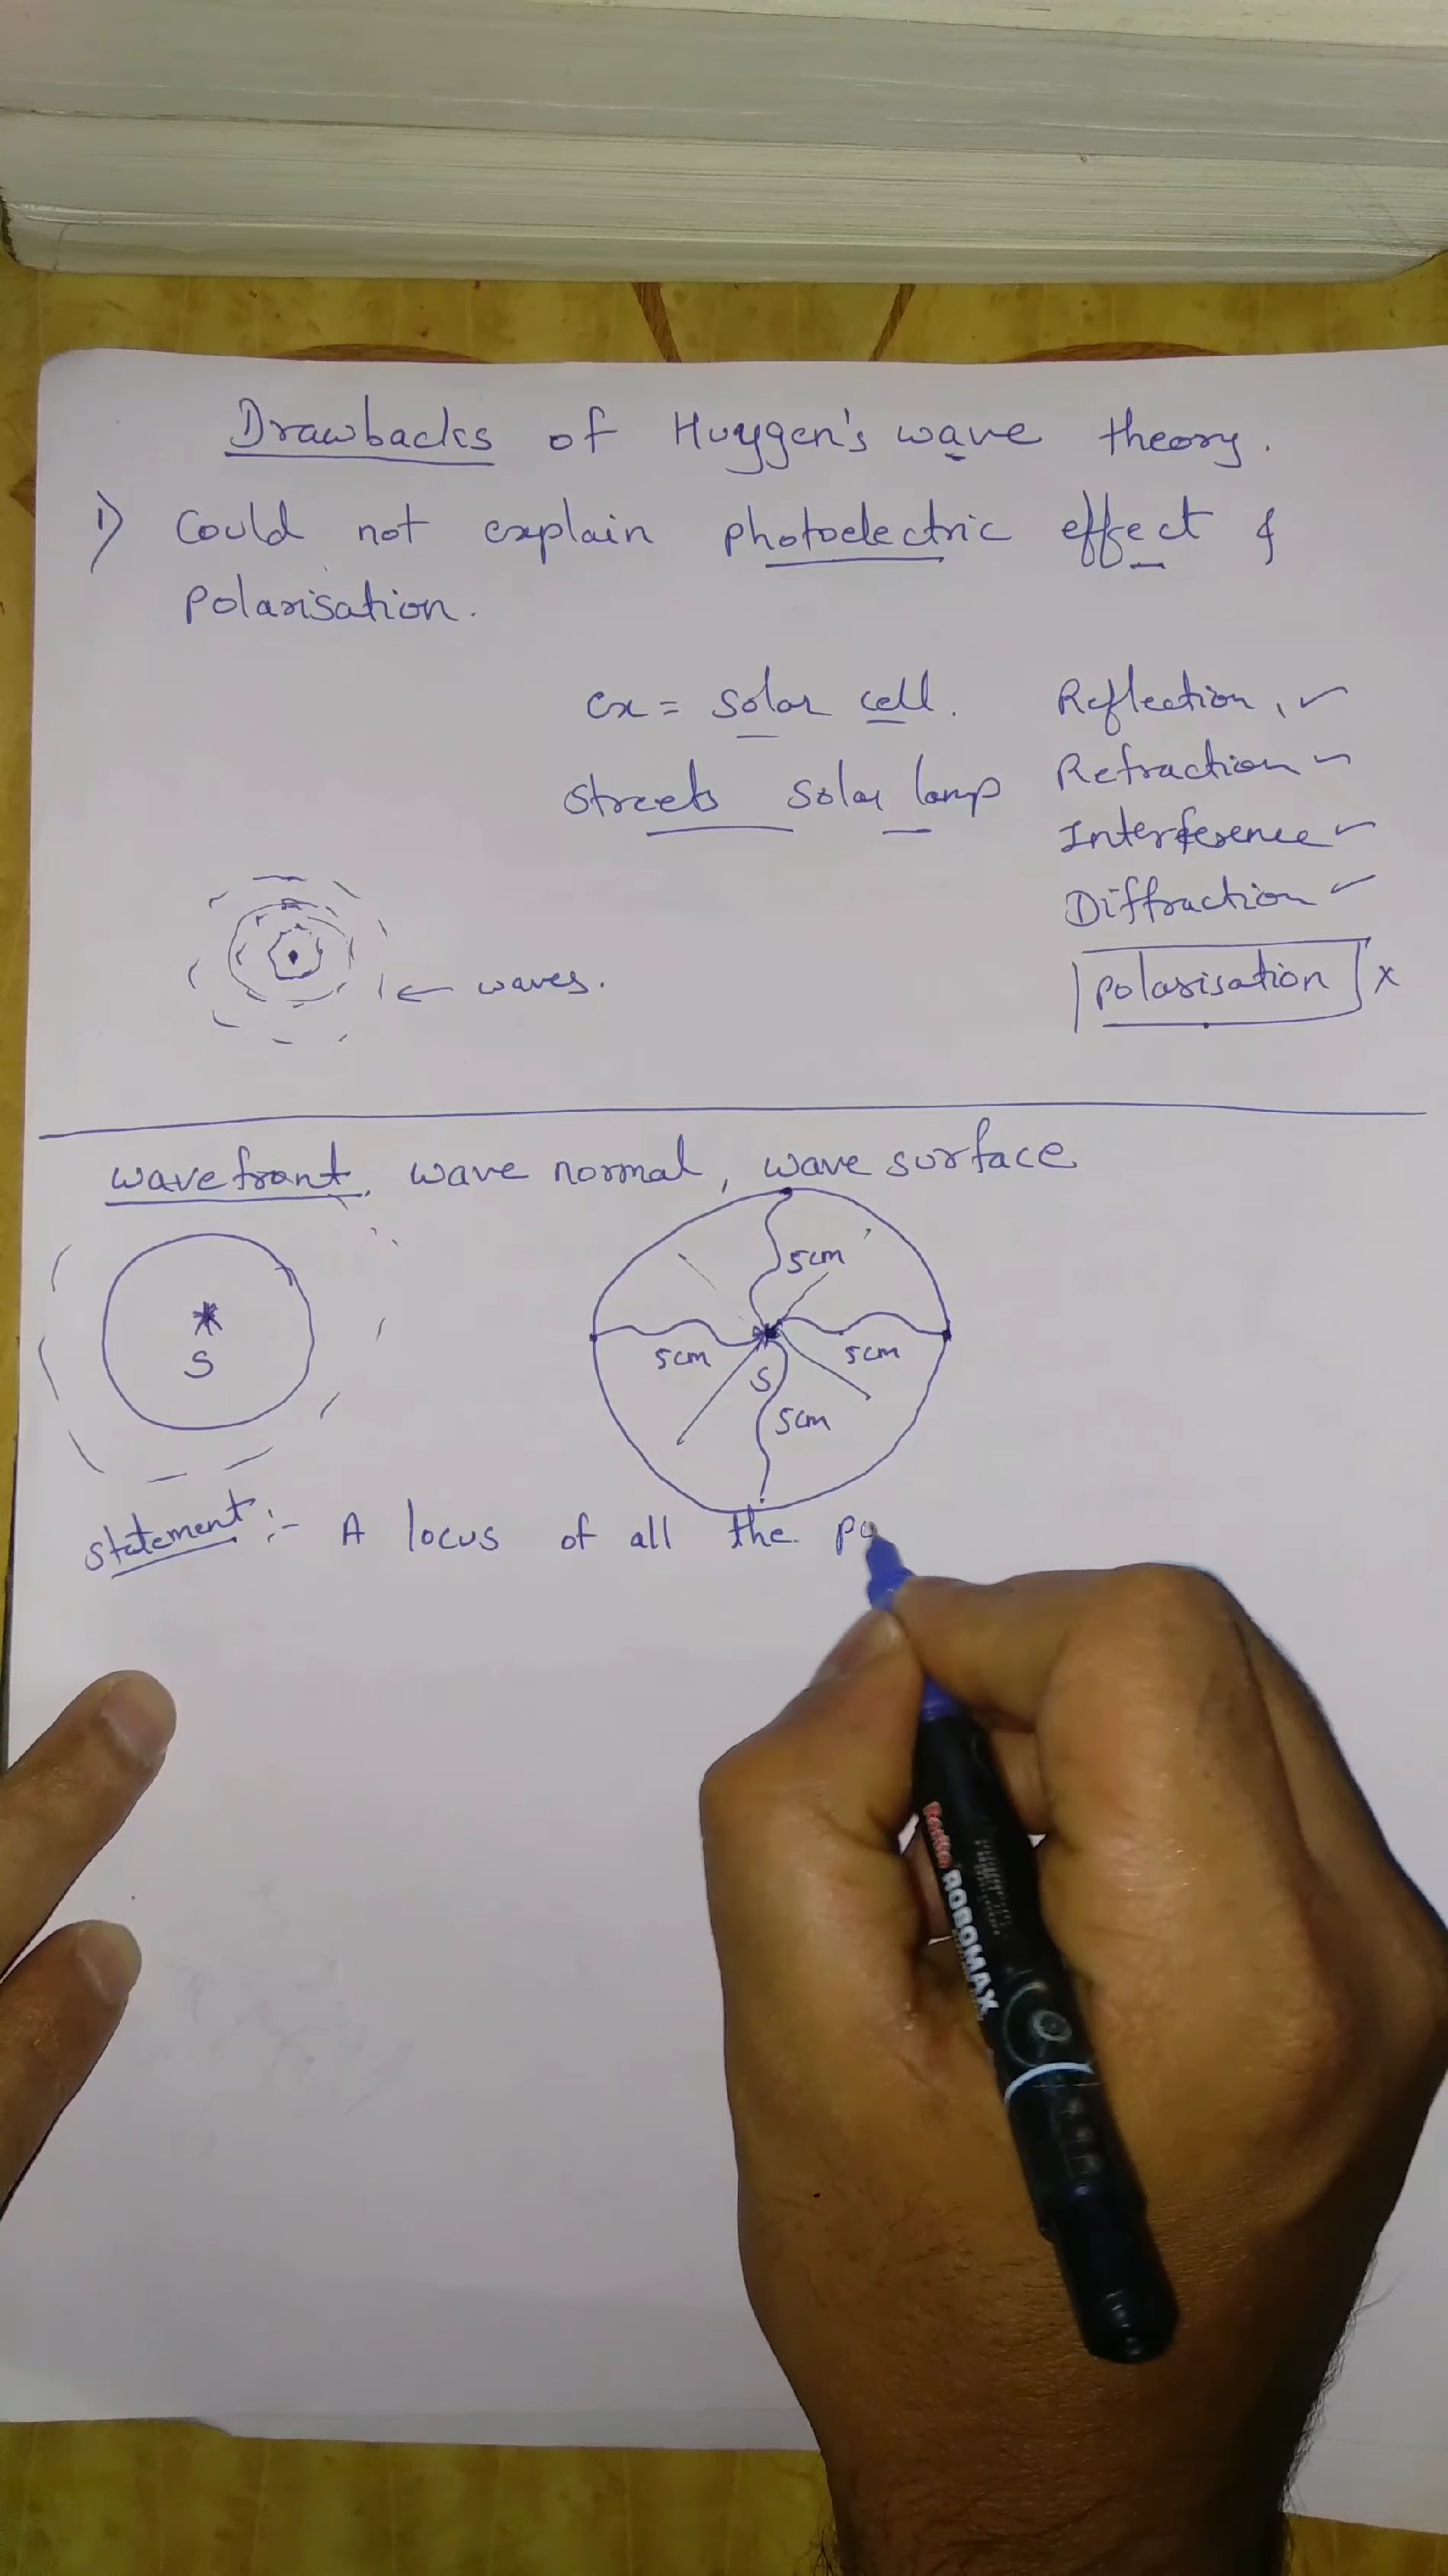 Drawbacks of Huygen's wave theory.
1) Could not explain photoelectric effect &
polarisation.
ex = solar cell.
streets solar lamp
Reflection, ✓
Refraction ✓
Interference ✓
Diffraction ✓
polarisation x
← waves.
wavefront, wave normal, wave surface
S
5cm
5cm
5cm
S
5cm
statement :- A locus of all the po
ROBOMAX